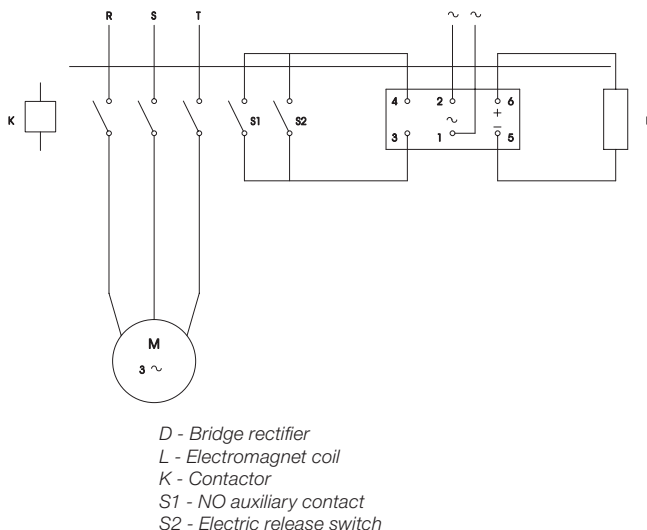 R S T ~ ~
4 2 6
K S1 S2 ~ +
3 1 − 5
M
3 ~
D - Bridge rectifier
L - Electromagnet coil
K - Contactor
S1 - NO auxiliary contact
S2 - Electric release switch